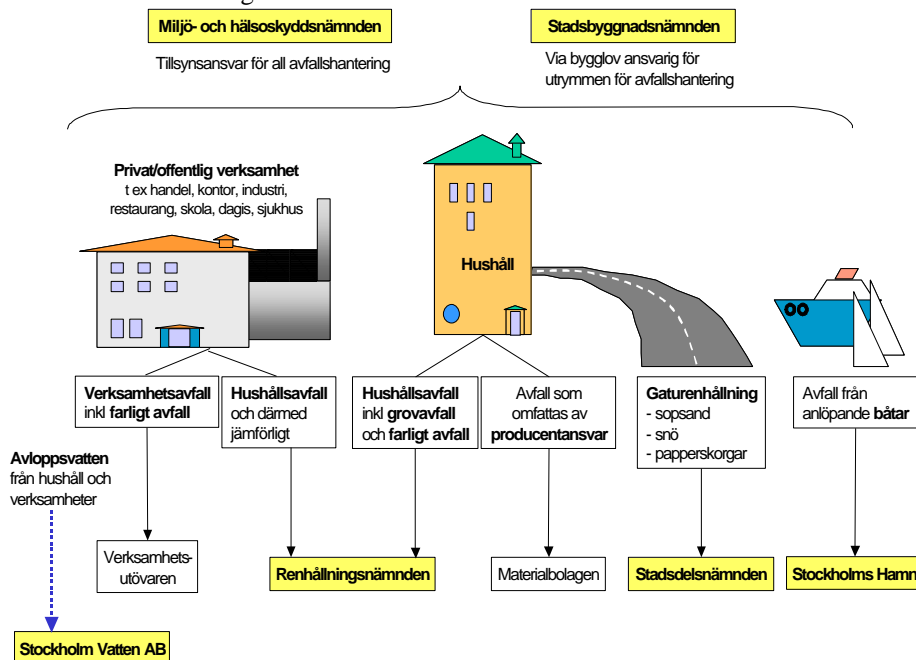 Miljö- och hälsoskyddsnämnden
Tillsynsansvar för all avfallshantering
Stadsbyggnadsnämnden
Via bygglov ansvarig för
utrymmen för avfallshantering
Privat/offentlig verksamhet
t ex handel, kontor, industri,
restaurang, skola, dagis, sjukhus
Hushåll
Verksamhetsavfall
inkl farligt avfall
Hushållsavfall
och därmed
jämförligt
Hushållsavfall
inkl grovavfall
och farligt avfall
Avfall som
omfattas av
producentansvar
Gaturenhållning
- sopsand
- snö
- papperskorgar
Avfall från
anlöpande båtar
Avloppsvatten
från hushåll och
verksamheter
Verksamhets-
utövaren
Renhållningsnämnden
Materialbolagen
Stadsdelsnämnden
Stockholms Hamn
Stockholm Vatten AB